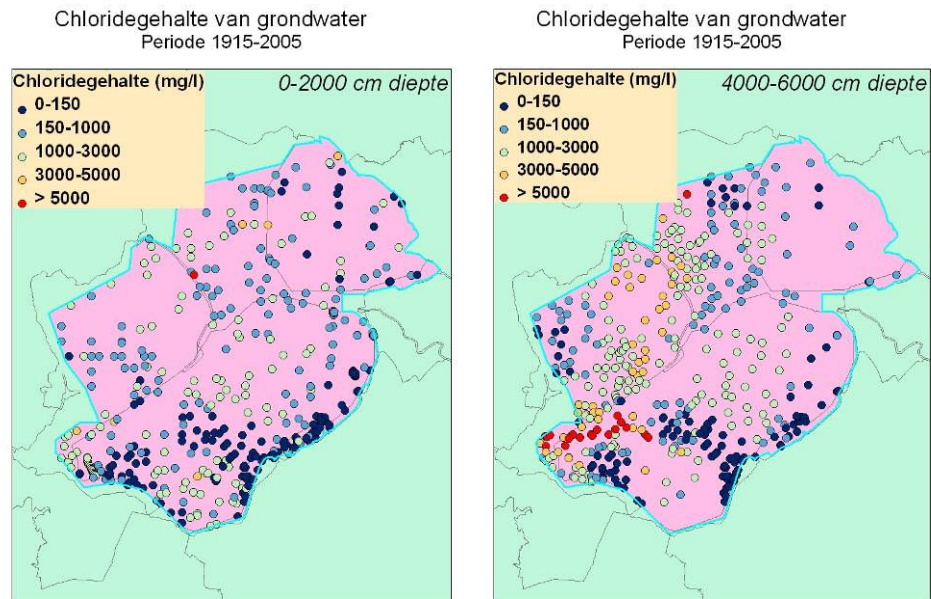 Chloridegehalte van grondwater
Periode 1915-2005
Chloridegehalte (mg/l)
0-2000 cm diepte
0-150
150-1000
1000-3000
3000-5000
> 5000
Chloridegehalte van grondwater
Periode 1915-2005
Chloridegehalte (mg/l)
4000-6000 cm diepte
0-150
150-1000
1000-3000
3000-5000
> 5000